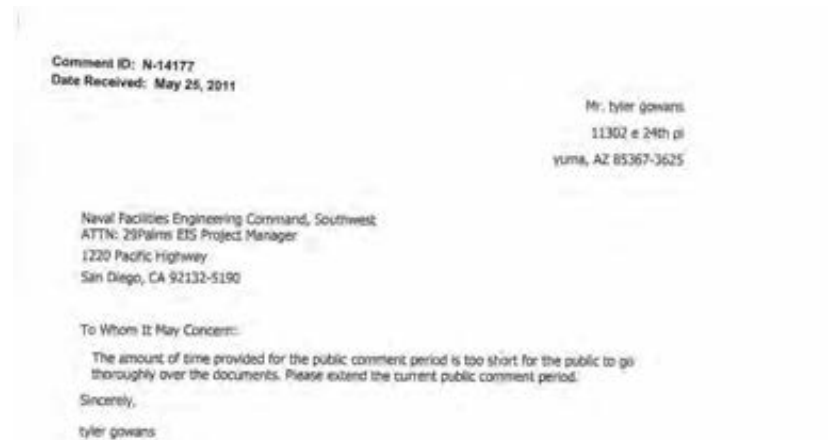 Comment ID: N-14177
Date Received: May 25, 2011
Mr. tyler gowans
11302 e 24th pl
yuma, AZ 85367-3625
Naval Facilities Engineering Command, Southwest
ATTN: 29Palms EIS Project Manager
1220 Pacific Highway
San Diego, CA 92132-5190
To Whom It May Concern:
The amount of time provided for the public comment period is too short for the public to go
thoroughly over the documents. Please extend the current public comment period.
Sincerely,
tyler gowans